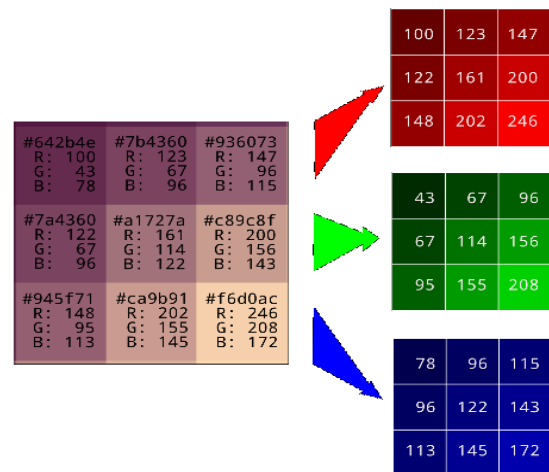 100 123 147
122 161 200
148 202 246
#642b4e #7b4360 #936073
R: 100 R: 123 R: 147
G: 43 G: 67 G: 96
B: 78 B: 96 B: 115
#7a4360 #a1727a #c89c8f
R: 122 R: 161 R: 200
G: 67 G: 114 G: 156
B: 96 B: 122 B: 143
#945f71 #ca9b91 #f6d0ac
R: 148 R: 202 R: 246
G: 95 G: 155 G: 208
B: 113 B: 145 B: 172
43 67 96
67 114 156
95 155 208
78 96 115
96 122 143
113 145 172